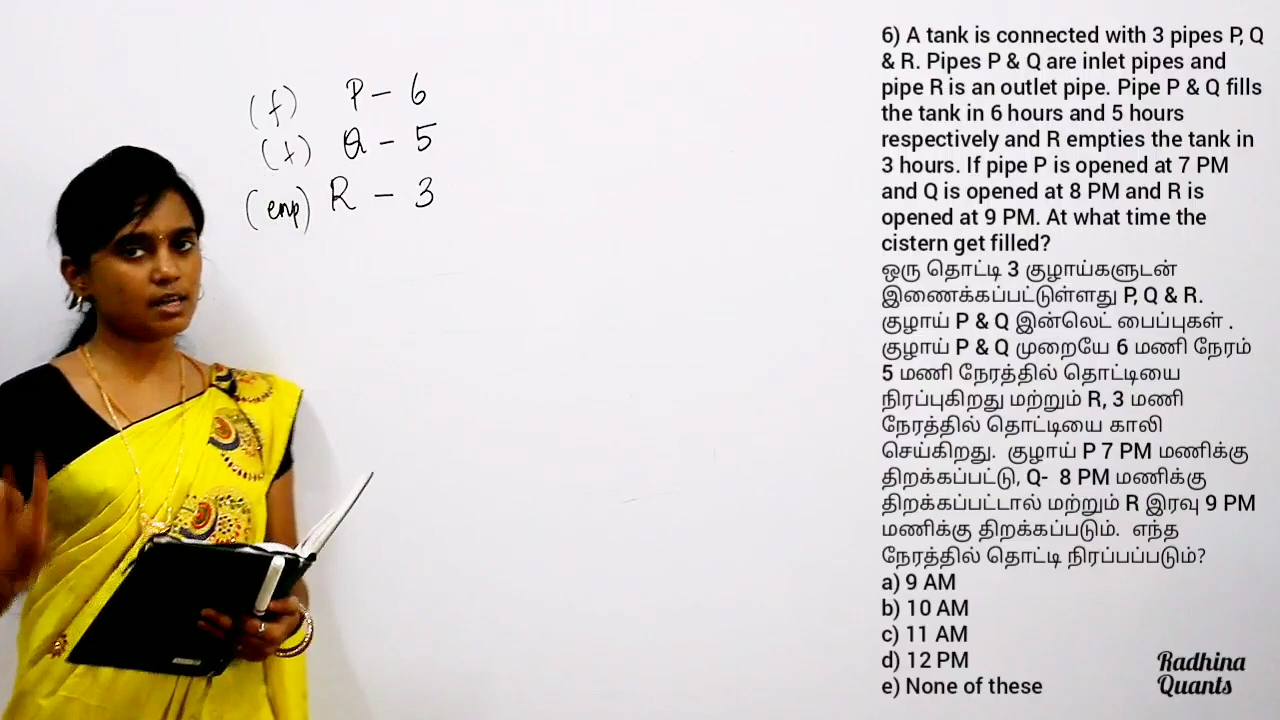 (f) P - 6
(f) Q - 5
(emp) R - 3
6) A tank is connected with 3 pipes P, Q
& R. Pipes P & Q are inlet pipes and
pipe R is an outlet pipe. Pipe P & Q fills
the tank in 6 hours and 5 hours
respectively and R empties the tank in
3 hours. If pipe P is opened at 7 PM
and Q is opened at 8 PM and R is
opened at 9 PM. At what time the
cistern get filled?
ஒரு தொட்டி 3 குழாய்களுடன்
இணைக்கப்பட்டுள்ளது P, Q & R.
குழாய் P & Q இன்லெட் பைப்புகள் .
குழாய் P & Q முறையே 6 மணி நேரம்
5 மணி நேரத்தில் தொட்டியை
நிரப்புகிறது மற்றும் R, 3 மணி
நேரத்தில் தொட்டியை காலி
செய்கிறது. குழாய் P 7 PM மணிக்கு
திறக்கப்பட்டு, Q- 8 PM மணிக்கு
திறக்கப்பட்டால் மற்றும் R இரவு 9 PM
மணிக்கு திறக்கப்படும். எந்த
நேரத்தில் தொட்டி நிரப்பப்படும்?
a) 9 AM
b) 10 AM
c) 11 AM
d) 12 PM
e) None of these
Radhina
Quants